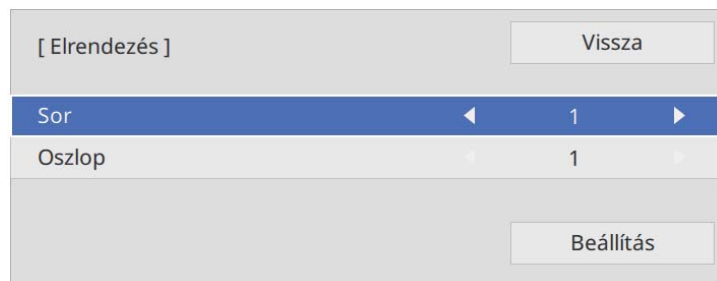 [ Elrendezés ] Vissza
Sor 1
Oszlop 1
Beállítás